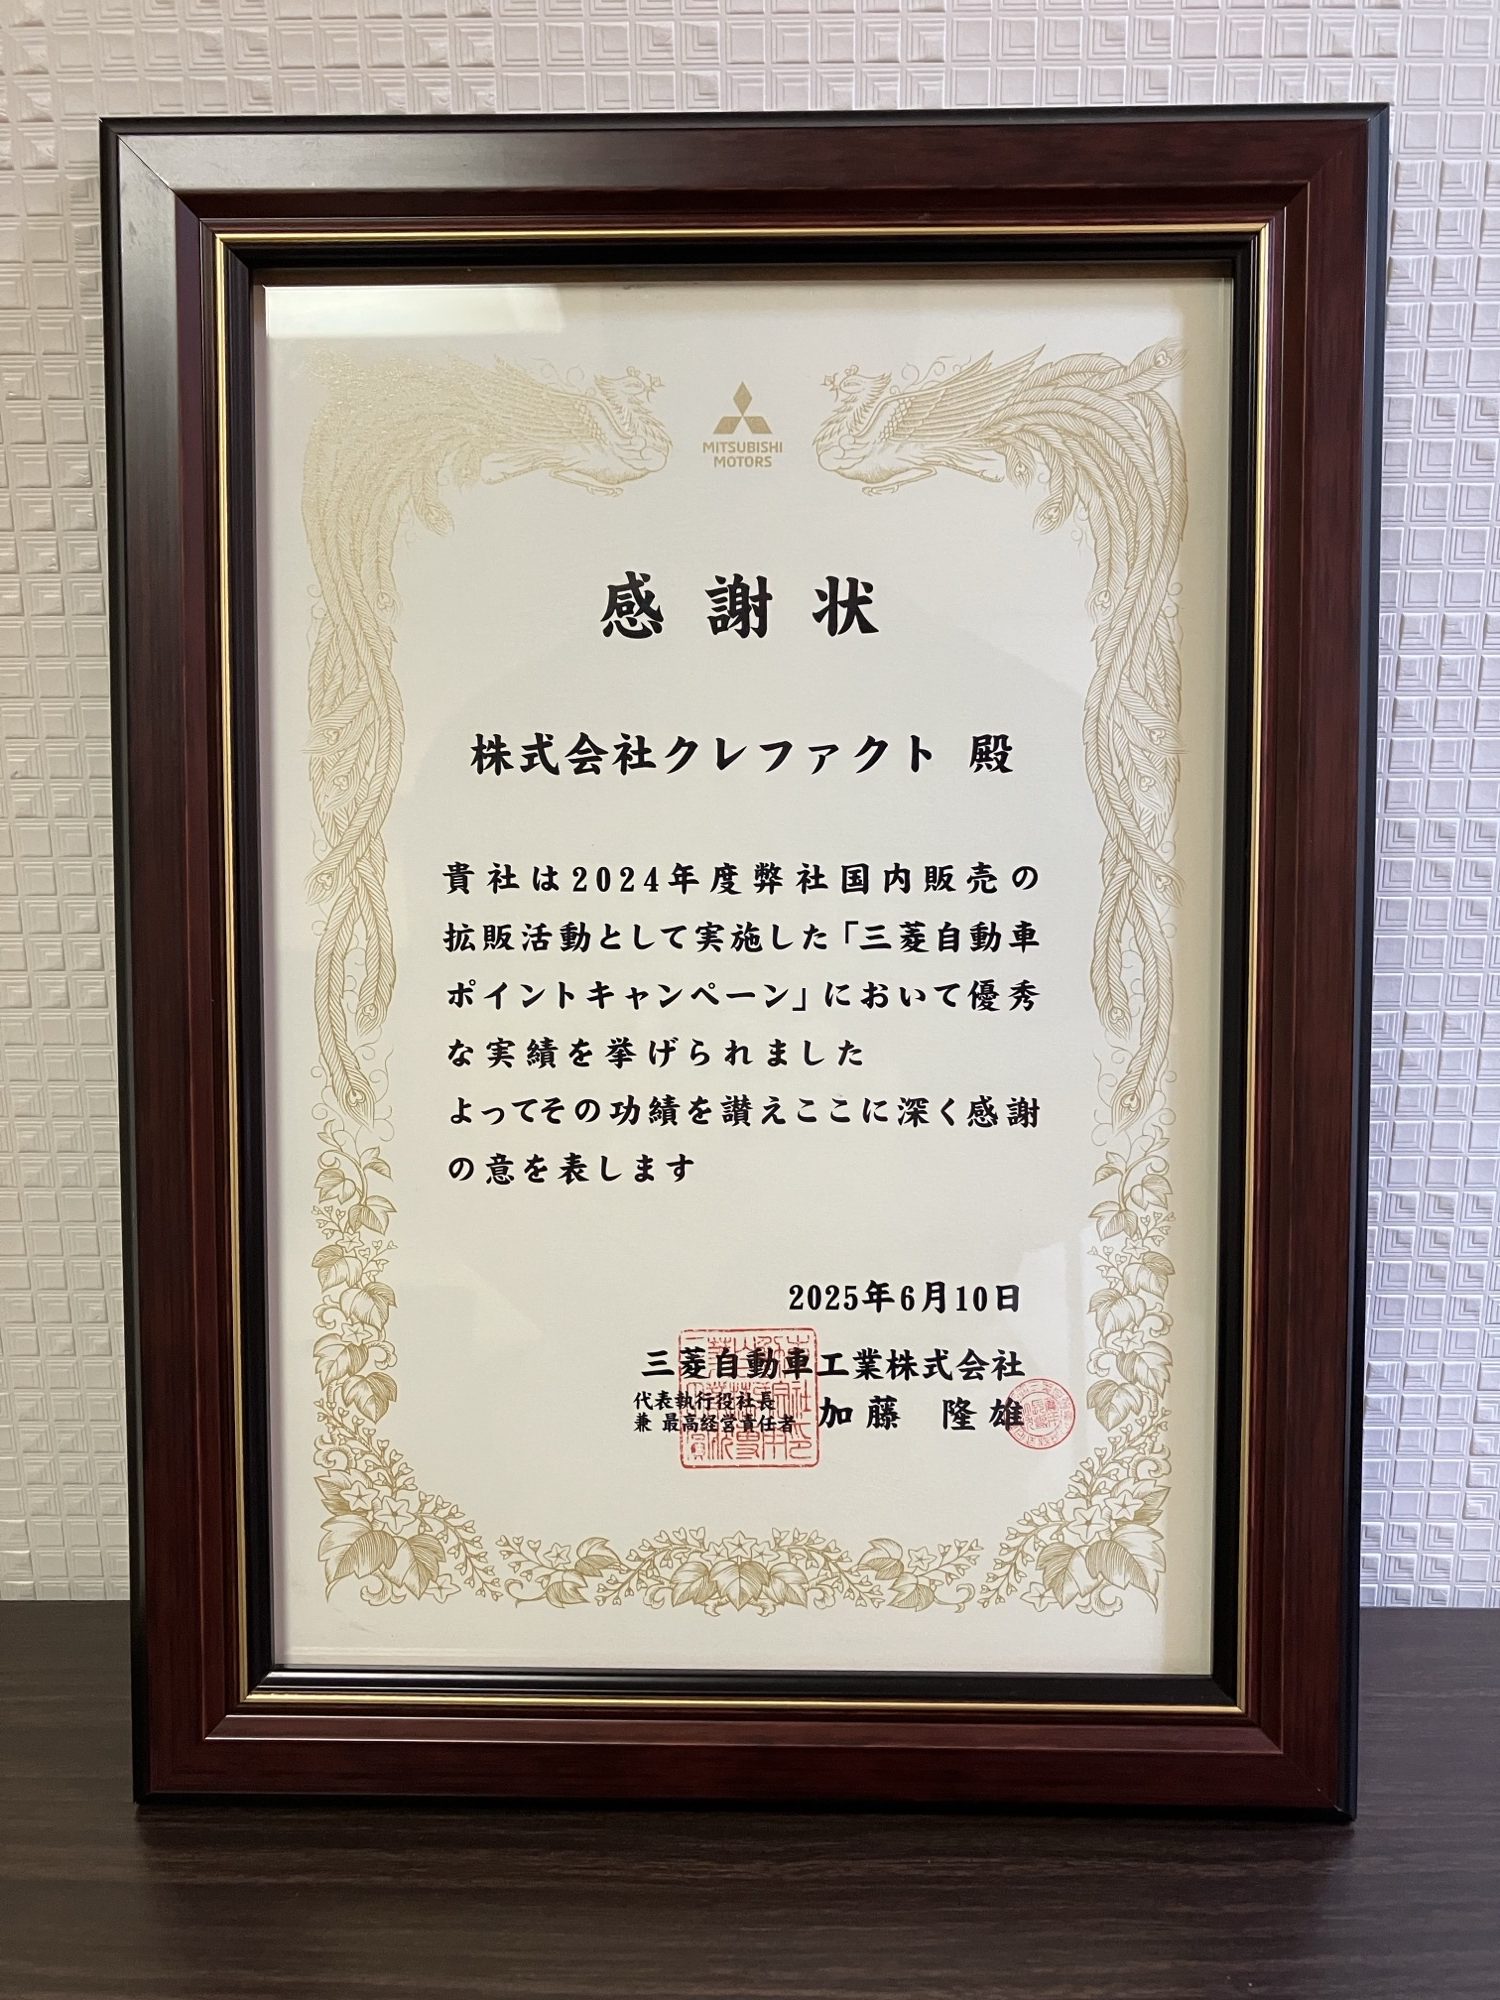 MITSUBISHI
MOTORS
感謝状
株式会社クレファクト 殿
貴社は2024年度弊社国内販売の
拡販活動として実施した「三菱自動車
ポイントキャンペーン」において優秀
な実績を挙げられました
よってその功績を讃えここに深く感謝
の意を表します
2025年6月10日
三菱自動車工業株式会社
代表執行役社長
兼 最高経営責任者 加藤 隆雄